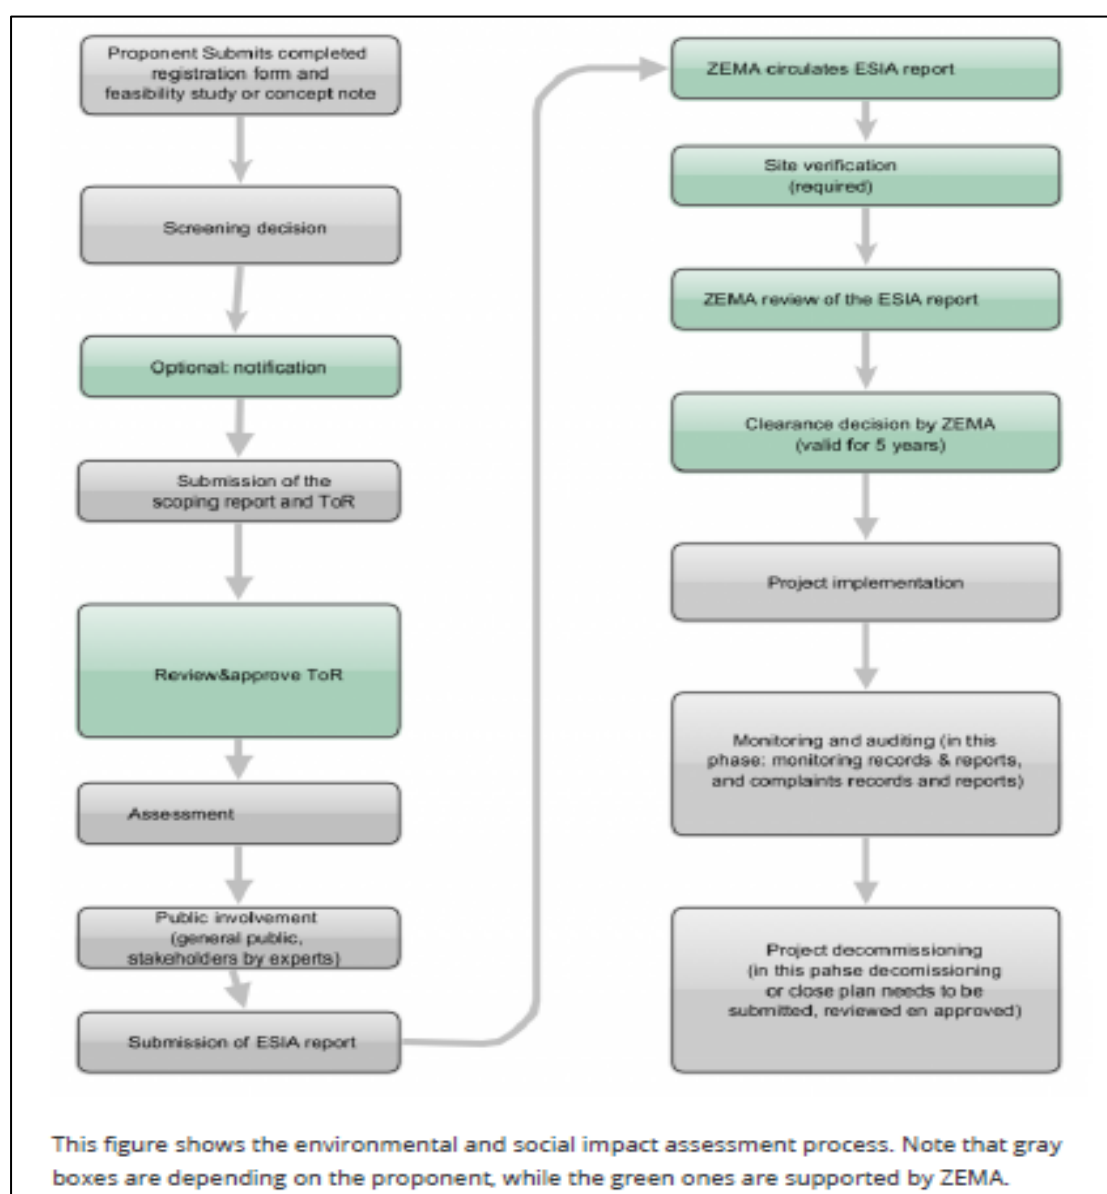 Proponent Submits completed
registration form and
feasibility study or concept note
Screening decision
Optional: notification
Submission of the
scoping report and ToR
Review&approve ToR
Assessment
Public involvement
(general public,
stakeholders by experts)
Submission of ESIA report
ZEMA circulates ESIA report
Site verification
(required)
ZEMA review of the ESIA report
Clearance decision by ZEMA
(valid for 5 years)
Project implementation
Monitoring and auditing (in this
phase: monitoring records & reports,
and complaints records and reports)
Project decommissioning
(in this pahse decomissioning
or close plan needs to be
submitted, reviewed en approved)
This figure shows the environmental and social impact assessment process. Note that gray
boxes are depending on the proponent, while the green ones are supported by ZEMA.